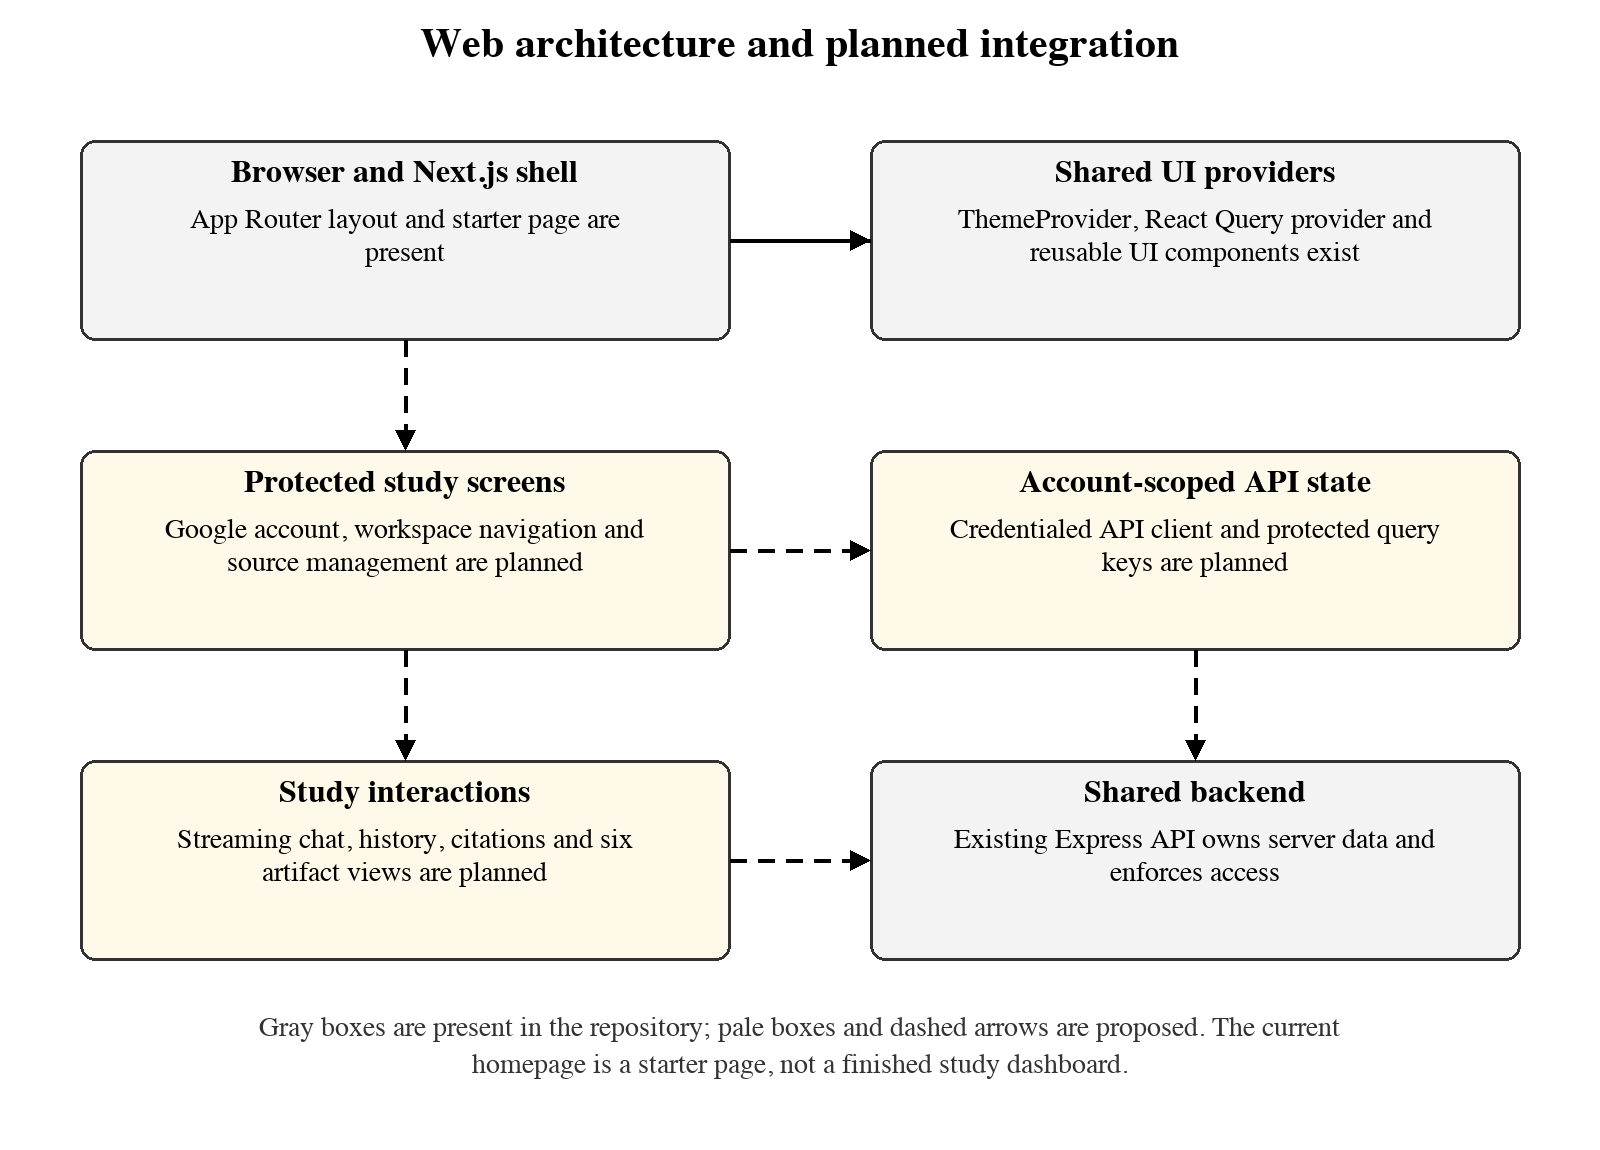 Web architecture and planned integration
Browser and Next.js shell
App Router layout and starter page are
present
Shared UI providers
ThemeProvider, React Query provider and
reusable UI components exist
Protected study screens
Google account, workspace navigation and
source management are planned
Account-scoped API state
Credentialed API client and protected query
keys are planned
Study interactions
Streaming chat, history, citations and six
artifact views are planned
Shared backend
Existing Express API owns server data and
enforces access
Gray boxes are present in the repository; pale boxes and dashed arrows are proposed. The current
homepage is a starter page, not a finished study dashboard.